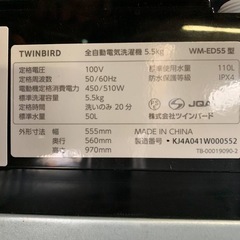 TWINBIRD 全自動電気洗濯機 5.5kg WM-ED55 型
定格電圧 100V 標準使用水量 110L
定格周波数 50/60Hz 防水保護等級 IPX4
電動機定格消費電力 450/510W
標準洗濯容量 5.5kg
定格時間 洗いのみ 20分 JQA
標準水量 50L 株式会社ツインバード
外形寸法 幅 555mm MADE IN CHINA
奥行 560mm 製造番号 KJ4A041W000552
高さ 970mm TB-00019090-2